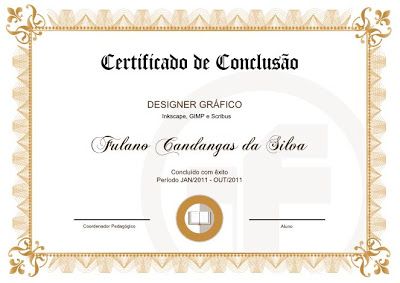 Certificado de Conclusão
DESIGNER GRÁFICO
Inkscape, GIMP e Scribus
Fulano Candangas da Silva
Concluído com êxito
Período JAN/2011 - OUT/2011
Coordenador Pedagógico
Aluno